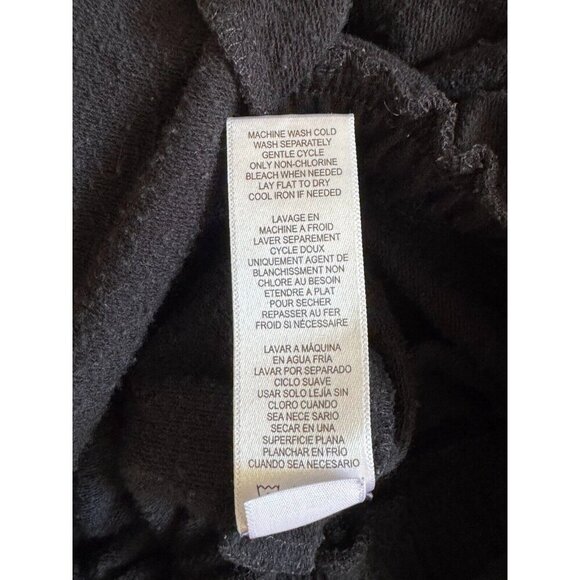 MACHINE WASH COLD
WASH SEPARATELY
GENTLE CYCLE
ONLY NON-CHLORINE
BLEACH WHEN NEEDED
LAY FLAT TO DRY
COOL IRON IF NEEDED
LAVAGE EN
MACHINE A FROID
LAVER SEPAREMENT
CYCLE DOUX
UNIQUEMENT AGENT DE
BLANCHISSMENT NON
CHLORE AU BESOIN
ETENDRE A PLAT
POUR SECHER
REPASSER AU FER
FROID SI NÉCESSAIRE
LAVAR A MÁQUINA
EN AGUA FRÍA
LAVAR POR SEPARADO
CICLO SUAVE
USAR SOLO LEJÍA SIN
CLORO CUANDO
SEA NECE SARIO
SECAR EN UNA
SUPERFICIE PLANA
PLANCHAR EN FRÍO
CUANDO SEA NECESARIO